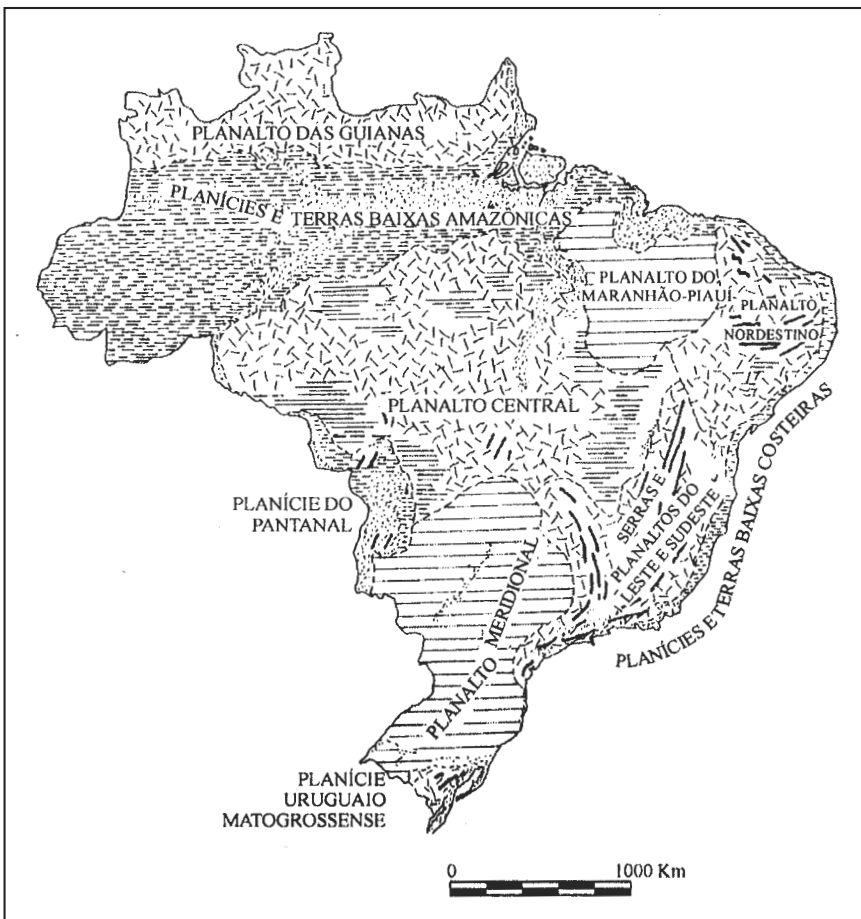 PLANALTO DAS GUIANAS
PLANÍCIES E TERRAS BAIXAS AMAZÔNICAS
PLANALTO DO
MARANHÃO-PIAUÍ
PLANALTO
NORDESTINO
PLANALTO CENTRAL
PLANÍCIE DO
PANTANAL
SERRAS E
PLANALTOS DO
LESTE E SUDESTE
PLANÍCIES E TERRAS BAIXAS COSTEIRAS
PLANALTO MERIDIONAL
PLANÍCIE
URUGUAIO
MATOGROSSENSE
0 1000 Km